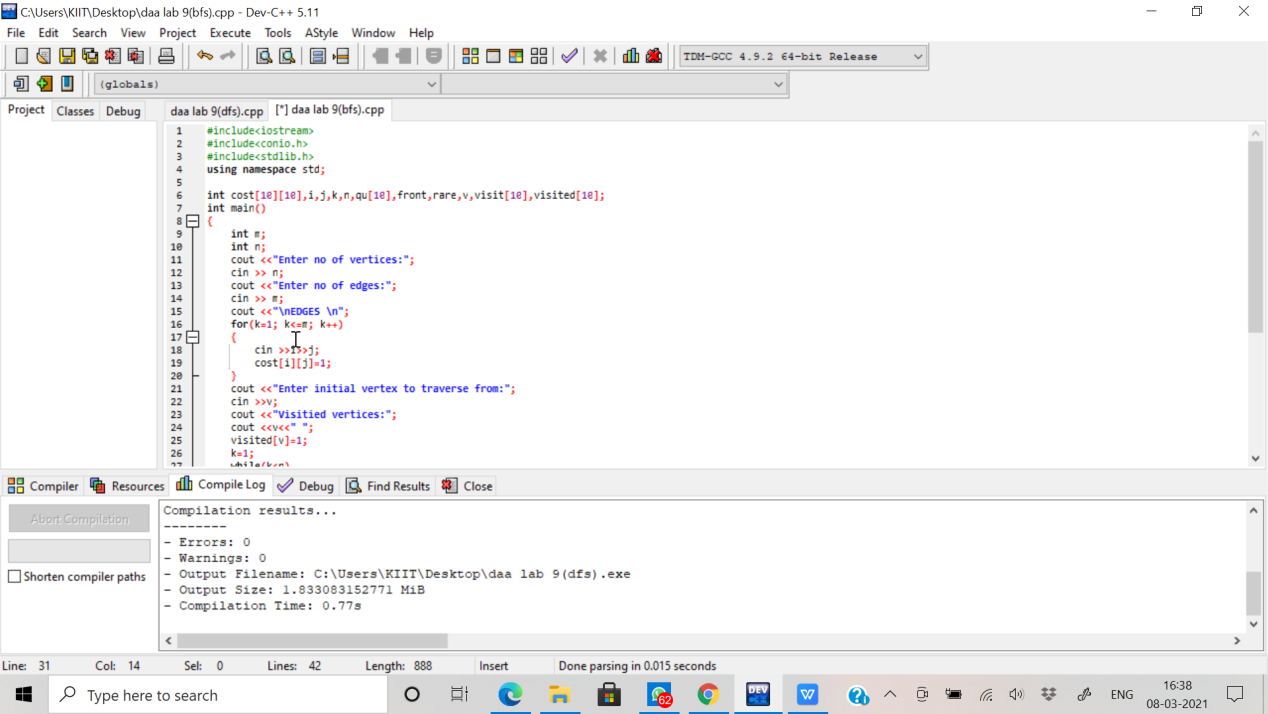 C:\Users\KIIT\Desktop\daa lab 9(bfs).cpp - Dev-C++ 5.11
File Edit Search View Project Execute Tools AStyle Window Help
TDM-GCC 4.9.2 64-bit Release
(globals)
Project Classes Debug daa lab 9(dfs).cpp [*] daa lab 9(bfs).cpp
1 #include<iostream>
2 #include<conio.h>
3 #include<stdlib.h>
4 using namespace std;
5
6 int cost[10][10],i,j,k,n,qu[10],front,rare,v,visit[10],visited[10];
7 int main()
8 {
9 int m;
10 int n;
11 cout <<"Enter no of vertices:";
12 cin >> n;
13 cout <<"Enter no of edges:";
14 cin >> m;
15 cout <<"\nEDGES \n";
16 for(k=1; k<=m; k++)
17 {
18 cin >>i>>j;
19 cost[i][j]=1;
20 }
21 cout <<"Enter initial vertex to traverse from:";
22 cin >>v;
23 cout <<"Visitied vertices:";
24 cout <<v<<" ";
25 visited[v]=1;
26 k=1;
27 while(k<n)
Compiler Resources Compile Log Debug Find Results Close
Abort Compilation
Shorten compiler paths
Compilation results...
--------
- Errors: 0
- Warnings: 0
- Output Filename: C:\Users\KIIT\Desktop\daa lab 9(dfs).exe
- Output Size: 1.833083152771 MiB
- Compilation Time: 0.77s
Line: 31 Col: 14 Sel: 0 Lines: 42 Length: 888 Insert Done parsing in 0.015 seconds
Type here to search
62
DEV
W
ENG
16:38
08-03-2021